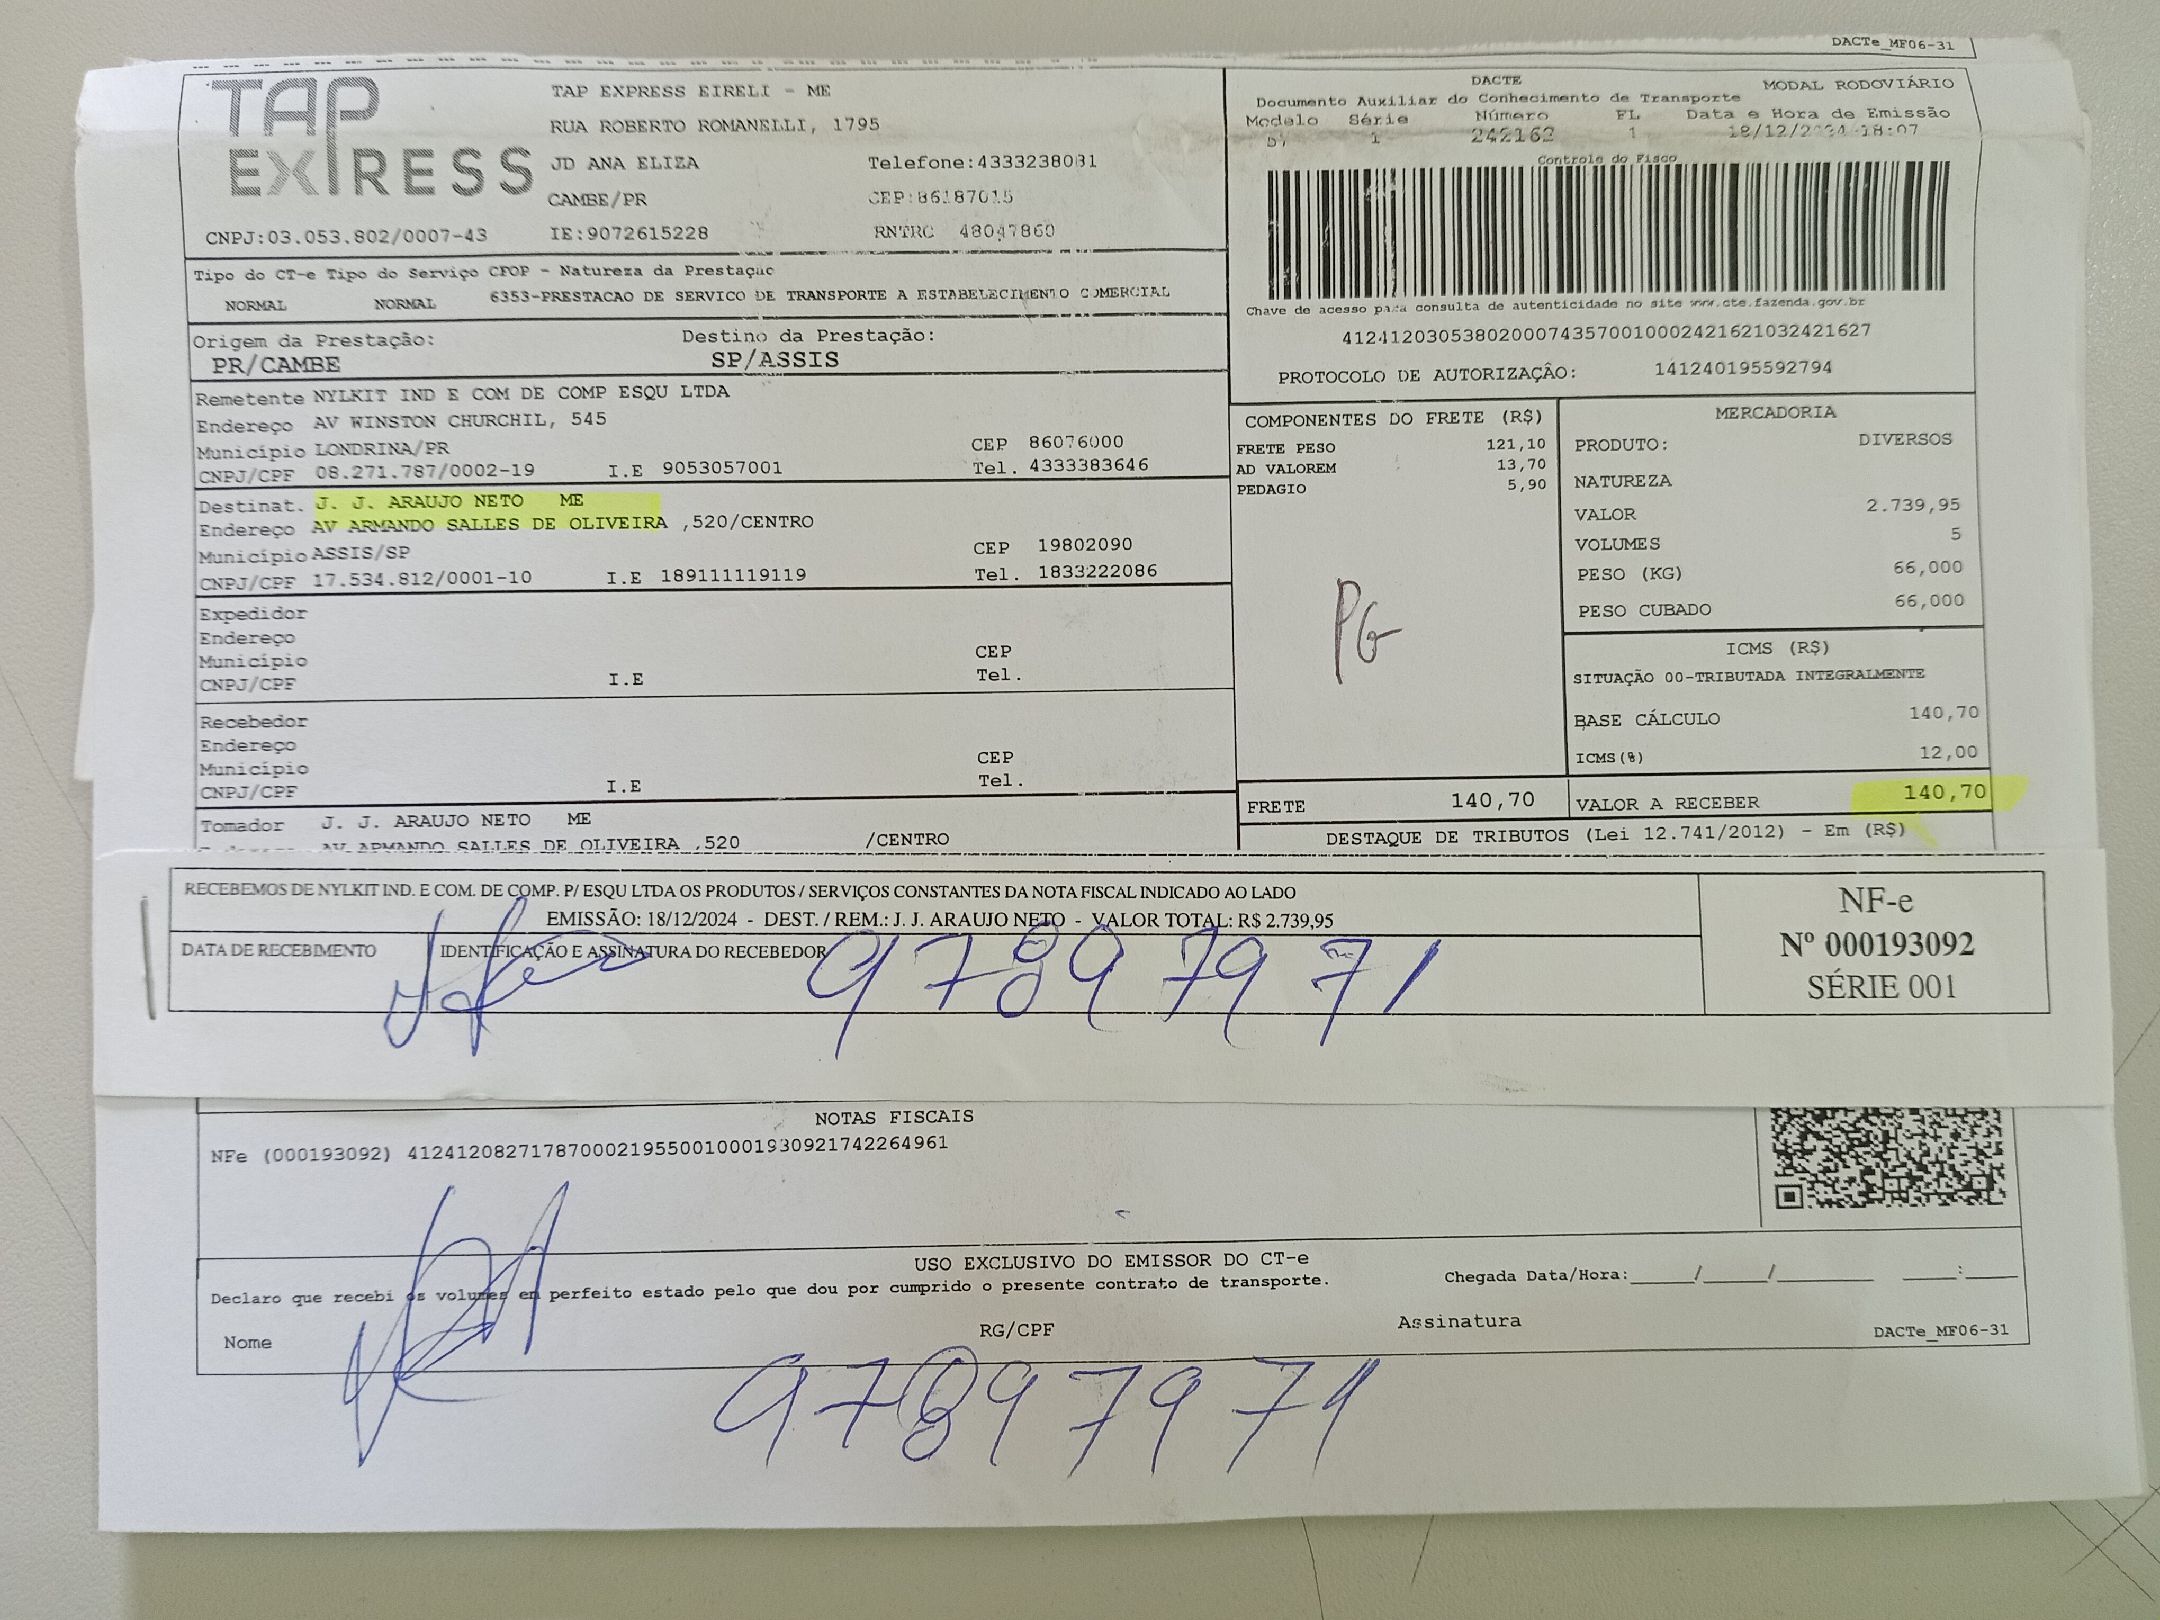 DACTe_MF06-31
TAP
EXPRESS
TAP EXPRESS EIRELI - ME
RUA ROBERTO ROMANELLI, 1795
JD ANA ELIZA Telefone:4333238031
CAMBE/PR CEP:86187015
CNPJ:03.053.802/0007-43 IE:9072615228 RNTRC 48047860
Tipo do CT-e Tipo do Serviço CFOP - Natureza da Prestação
NORMAL NORMAL 6353-PRESTACAO DE SERVICO DE TRANSPORTE A ESTABELECIMENTO COMERCIAL
Origem da Prestação: Destino da Prestação:
PR/CAMBE SP/ASSIS
Remetente NYLKIT IND E COM DE COMP ESQU LTDA
Endereço AV WINSTON CHURCHIL, 545
Município LONDRINA/PR CEP 86076000
CNPJ/CPF 08.271.787/0002-19 I.E 9053057001 Tel. 4333383646
Destinat. J. J. ARAUJO NETO ME
Endereço AV ARMANDO SALLES DE OLIVEIRA ,520/CENTRO
Município ASSIS/SP CEP 19802090
CNPJ/CPF 17.534.812/0001-10 I.E 189111119119 Tel. 1833222086
Expedidor
Endereço
Município CEP
CNPJ/CPF I.E Tel.
Recebedor
Endereço
Município CEP
CNPJ/CPF I.E Tel.
Tomador J. J. ARAUJO NETO ME
AV ARMANDO SALLES DE OLIVEIRA ,520 /CENTRO
DACTE MODAL RODOVIÁRIO
Documento Auxiliar do Conhecimento de Transporte
Modelo Série Número FL Data e Hora de Emissão
57 1 242162 1 18/12/2024 18:07
Controle do Fisco
Chave de acesso para consulta de autenticidade no site www.cte.fazenda.gov.br
41241203053802000743570010002421621032421627
PROTOCOLO DE AUTORIZAÇÃO: 141240195592794
COMPONENTES DO FRETE (R$)
FRETE PESO 121,10
AD VALOREM 13,70
PEDAGIO 5,90
PG
MERCADORIA
PRODUTO: DIVERSOS
NATUREZA
VALOR 2.739,95
VOLUMES 5
PESO (KG) 66,000
PESO CUBADO 66,000
ICMS (R$)
SITUAÇÃO 00-TRIBUTADA INTEGRALMENTE
BASE CÁLCULO 140,70
ICMS(%) 12,00
FRETE 140,70 VALOR A RECEBER 140,70
DESTAQUE DE TRIBUTOS (Lei 12.741/2012) - Em (R$)
RECEBEMOS DE NYLKIT IND. E COM. DE COMP. P/ ESQU LTDA OS PRODUTOS / SERVIÇOS CONSTANTES DA NOTA FISCAL INDICADO AO LADO
EMISSÃO: 18/12/2024 - DEST. / REM.: J. J. ARAUJO NETO - VALOR TOTAL: R$ 2.739,95
DATA DE RECEBIMENTO IDENTIFICAÇÃO E ASSINATURA DO RECEBEDOR
97897971
NF-e
Nº 000193092
SÉRIE 001
NOTAS FISCAIS
NFe (000193092) 41241208271787000219550010001930921742264961
USO EXCLUSIVO DO EMISSOR DO CT-e
Declaro que recebi os volumes em perfeito estado pelo que dou por cumprido o presente contrato de transporte. Chegada Data/Hora:_____/_____/_______ ____:____
Nome RG/CPF Assinatura DACTe_MF06-31
97897971